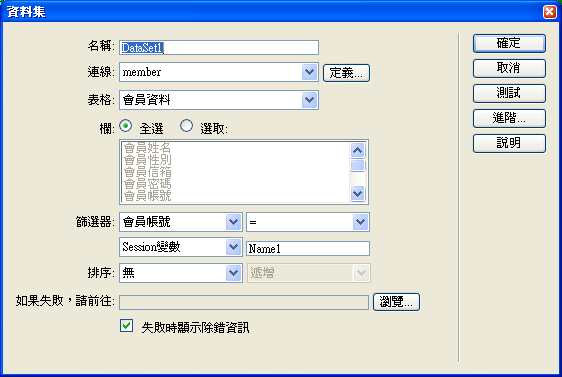 資料集
名稱: DataSet1 確定
連線: member 定義... 取消
表格: 會員資料 測試
欄: 全選 選取: 進階...
會員姓名 說明
會員性別
會員信箱
會員密碼
會員帳號
篩選器: 會員帳號 =
Session變數 Name1
排序: 無 遞增
如果失敗,請前往: 瀏覽...
失敗時顯示除錯資訊